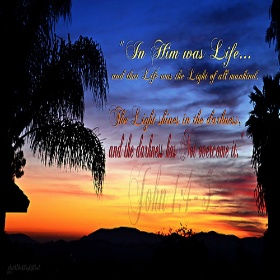 "In Him was Life...
and that Life was the Light of all mankind.
The Light shines in the darkness,
and the darkness has not overcome it."
John 1:4-5